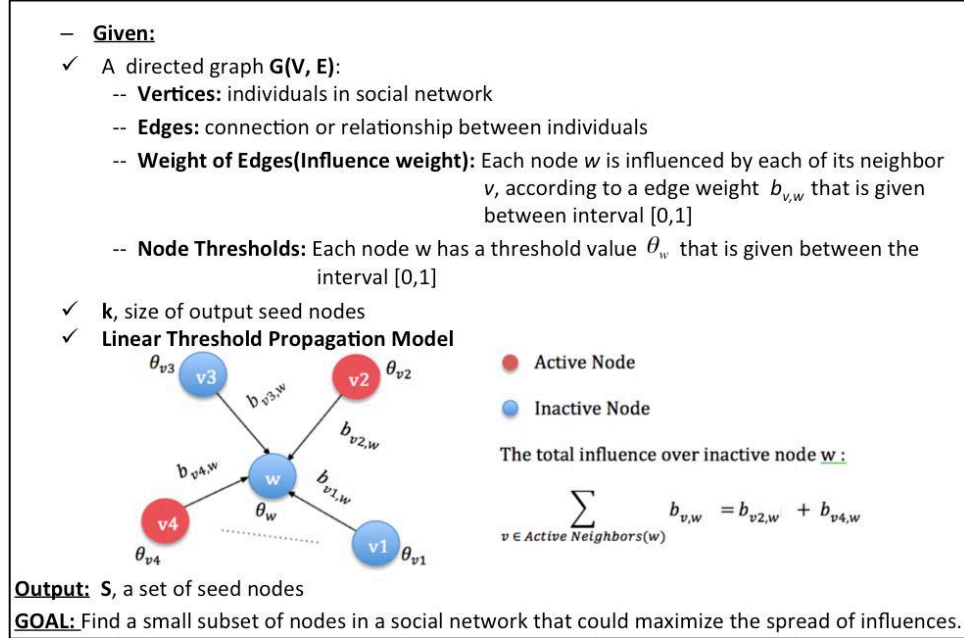 – Given:
✓ A directed graph G(V, E):
-- Vertices: individuals in social network
-- Edges: connection or relationship between individuals
-- Weight of Edges(Influence weight): Each node w is influenced by each of its neighbor
v, according to a edge weight b_{v,w} that is given
between interval [0,1]
-- Node Thresholds: Each node w has a threshold value θ_w that is given between the
interval [0,1]
✓ k, size of output seed nodes
✓ Linear Threshold Propagation Model
θ_{v3} v3 v2 θ_{v2}
b_{v3,w}
b_{v2,w}
b_{v4,w} w b_{v1,w}
θ_w
v4 ........... v1
θ_{v4} θ_{v1}
Active Node
Inactive Node
The total influence over inactive node w :
∑_{v ∈ Active Neighbors(w)} b_{v,w} = b_{v2,w} + b_{v4,w}
Output: S, a set of seed nodes
GOAL: Find a small subset of nodes in a social network that could maximize the spread of influences.